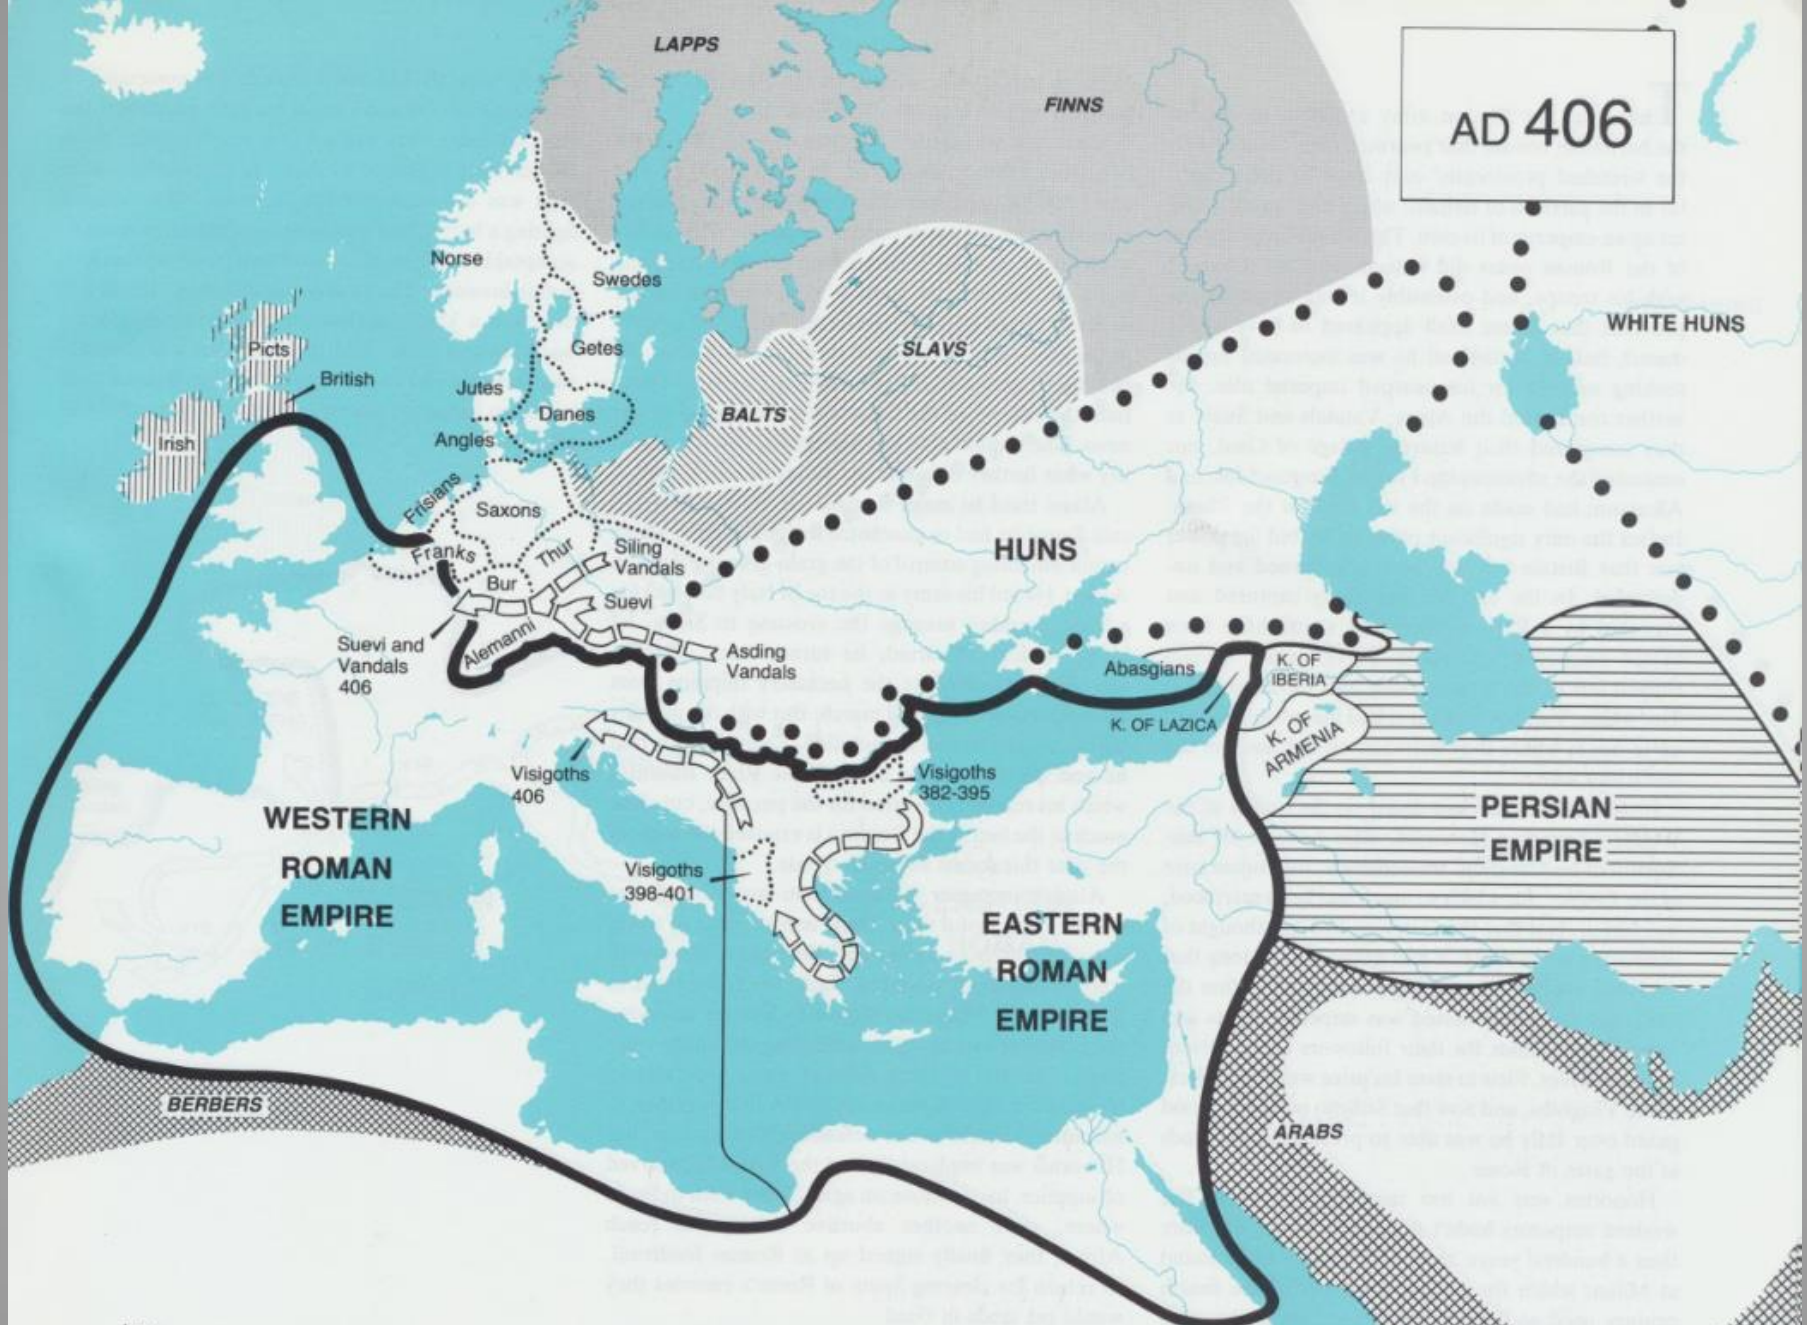 LAPPS
FINNS
AD 406
Norse
Swedes
WHITE HUNS
Picts
Getes
SLAVS
British
Jutes
Danes
BALTS
Irish
Angles
Frisians
Saxons
Franks
Thur
Siling
Vandals
HUNS
Bur
Suevi
Suevi and
Vandals
406
Alemanni
Asding
Vandals
Abasgians
K. OF
IBERIA
K. OF LAZICA
K. OF
ARMENIA
Visigoths
406
Visigoths
382-395
WESTERN
ROMAN
EMPIRE
PERSIAN
EMPIRE
Visigoths
398-401
EASTERN
ROMAN
EMPIRE
BERBERS
ARABS